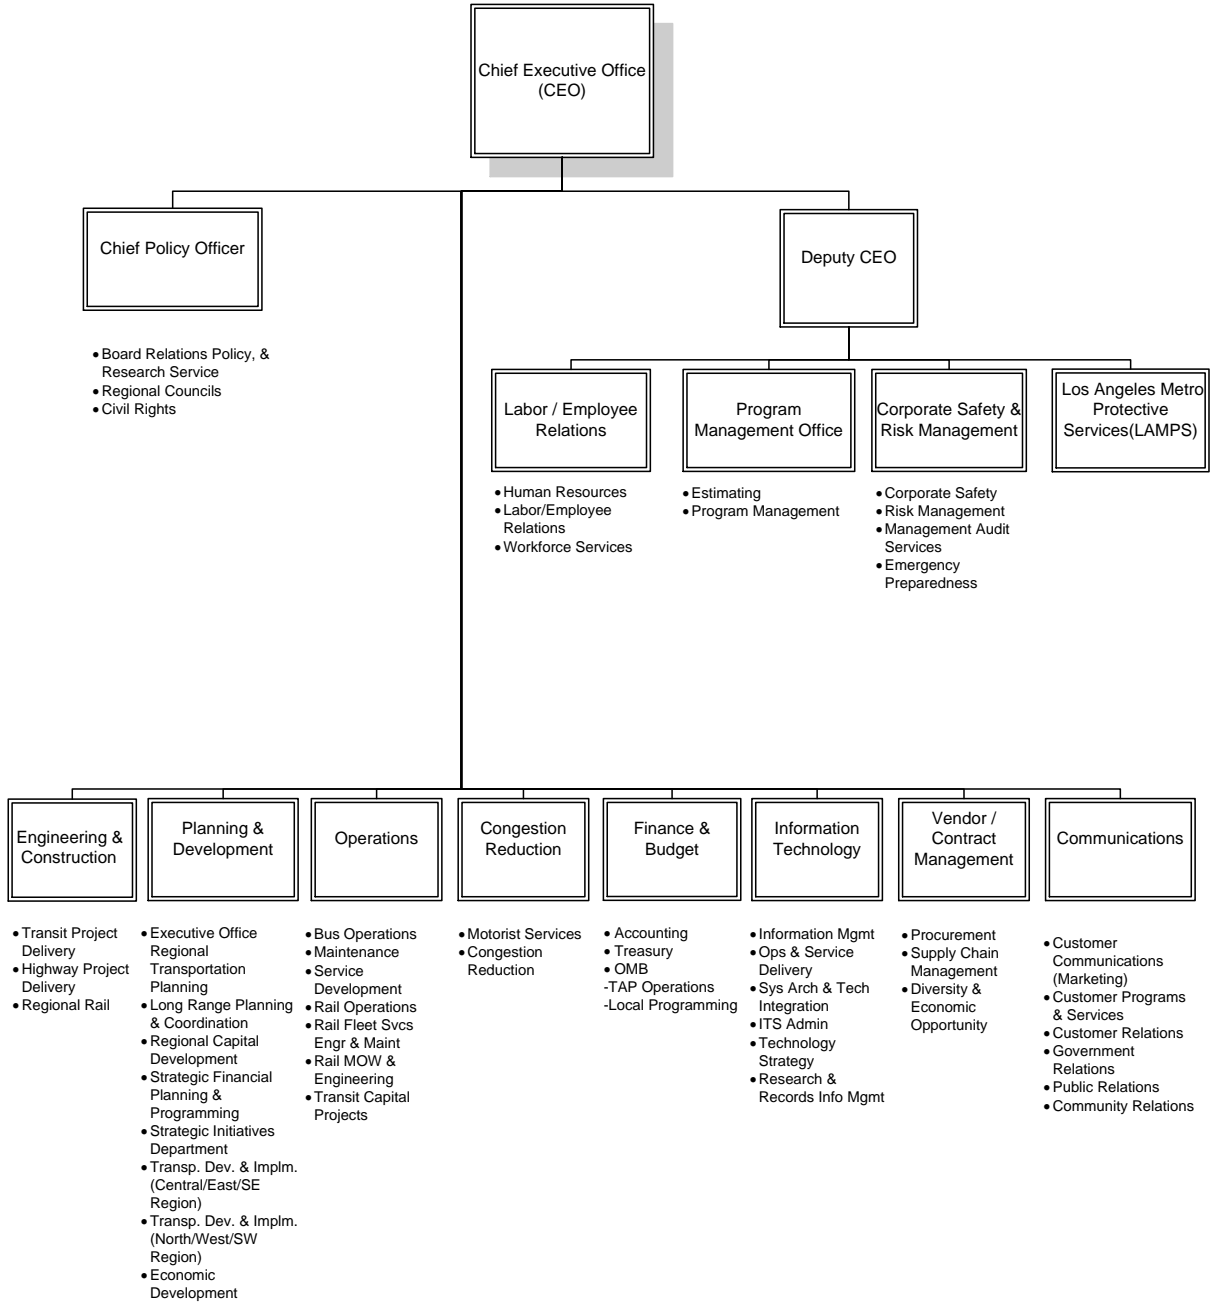 Chief Executive Office
(CEO)
Chief Policy Officer
• Board Relations Policy, &
Research Service
• Regional Councils
• Civil Rights
Deputy CEO
Labor / Employee
Relations
• Human Resources
• Labor/Employee
Relations
• Workforce Services
Program
Management Office
• Estimating
• Program Management
Corporate Safety &
Risk Management
• Corporate Safety
• Risk Management
• Management Audit
Services
• Emergency
Preparedness
Los Angeles Metro
Protective
Services(LAMPS)
Engineering &
Construction
• Transit Project
Delivery
• Highway Project
Delivery
• Regional Rail
Planning &
Development
• Executive Office
Regional
Transportation
Planning
• Long Range Planning
& Coordination
• Regional Capital
Development
• Strategic Financial
Planning &
Programming
• Strategic Initiatives
Department
• Transp. Dev. & Implm.
(Central/East/SE
Region)
• Transp. Dev. & Implm.
(North/West/SW
Region)
• Economic
Development
Operations
• Bus Operations
• Maintenance
• Service
Development
• Rail Operations
• Rail Fleet Svcs
Engr & Maint
• Rail MOW &
Engineering
• Transit Capital
Projects
Congestion
Reduction
• Motorist Services
• Congestion
Reduction
Finance &
Budget
• Accounting
• Treasury
• OMB
-TAP Operations
-Local Programming
Information
Technology
• Information Mgmt
• Ops & Service
Delivery
• Sys Arch & Tech
Integration
• ITS Admin
• Technology
Strategy
• Research &
Records Info Mgmt
Vendor /
Contract
Management
• Procurement
• Supply Chain
Management
• Diversity &
Economic
Opportunity
Communications
• Customer
Communications
(Marketing)
• Customer Programs
& Services
• Customer Relations
• Government
Relations
• Public Relations
• Community Relations